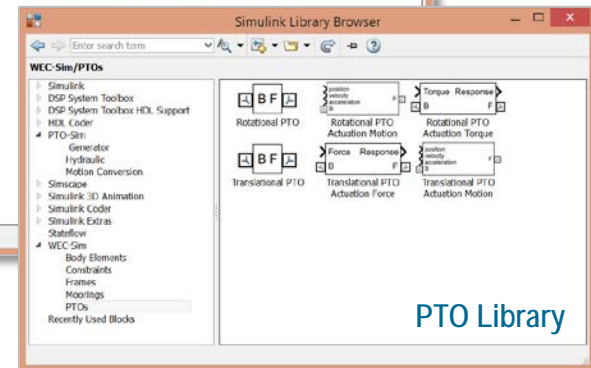 Simulink Library Browser
Enter search term
WEC-Sim/PTOs
Simulink
DSP System Toolbox
DSP System Toolbox HDL Support
HDL Coder
PTO-Sim
Generator
Hydraulic
Motion Conversion
Simscape
Simulink 3D Animation
Simulink Coder
Simulink Extras
Stateflow
WEC-Sim
Body Elements
Constraints
Frames
Moorings
PTOs
Recently Used Blocks
B F
Rotational PTO
position
velocity
acceleration
B
F
Rotational PTO
Actuation Motion
Torque Response
B F
Rotational PTO
Actuation Torque
B F
Translational PTO
Force Response
B F
Translational PTO
Actuation Force
position
velocity
acceleration
B
F
Translational PTO
Actuation Motion
PTO Library